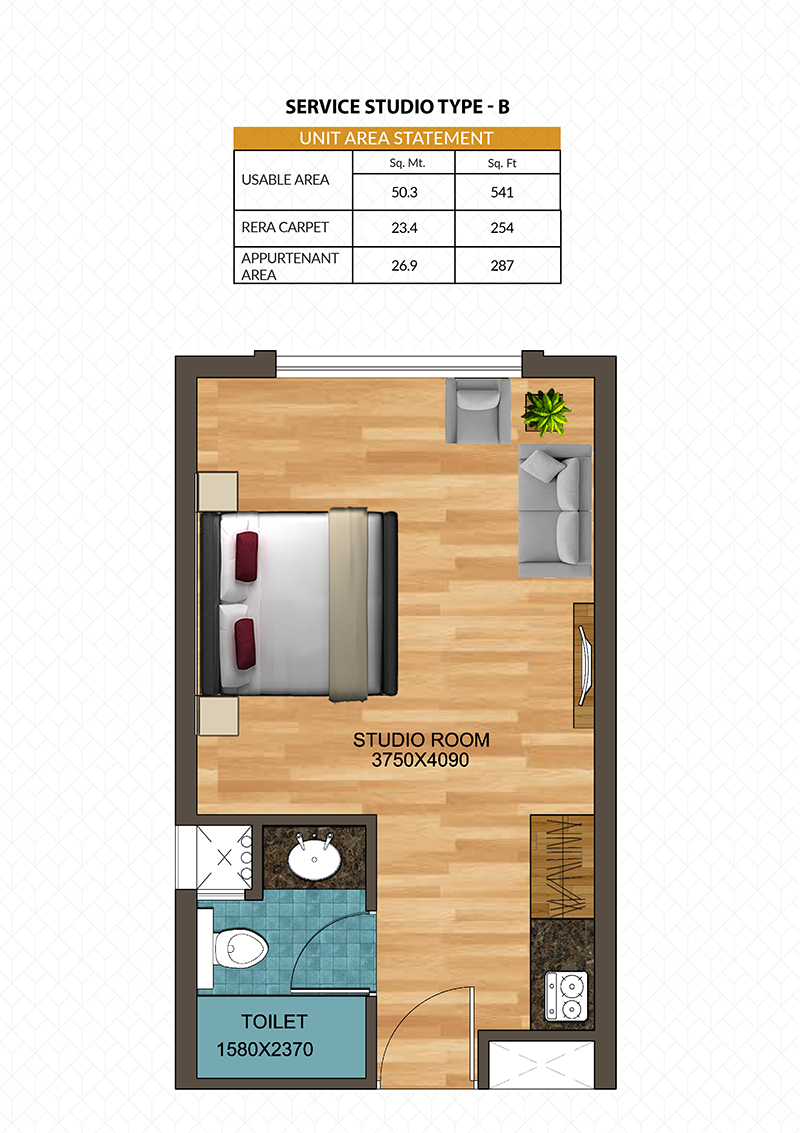 SERVICE STUDIO TYPE - B
UNIT AREA STATEMENT
Sq. Mt. Sq. Ft
USABLE AREA 50.3 541
RERA CARPET 23.4 254
APPURTENANT
AREA 26.9 287
STUDIO ROOM
3750X4090
TOILET
1580X2370